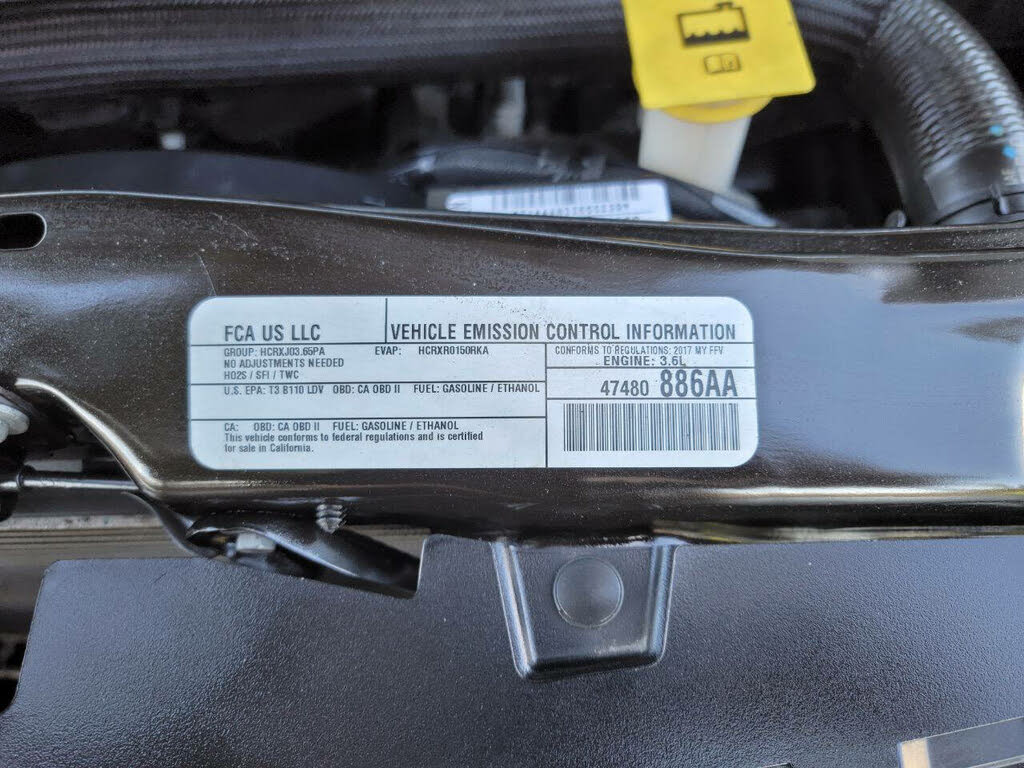 FCA US LLC
VEHICLE EMISSION CONTROL INFORMATION
GROUP: HCRXJ03.65PA EVAP: HCRXR0150RKA
NO ADJUSTMENTS NEEDED
HO2S / SFI / TWC
CONFORMS TO REGULATIONS: 2017 MY FFV
ENGINE: 3.6L
U.S. EPA: T3 B110 LDV OBD: CA OBD II FUEL: GASOLINE / ETHANOL
47480 886AA
CA: OBD: CA OBD II FUEL: GASOLINE / ETHANOL
This vehicle conforms to federal regulations and is certified
for sale in California.